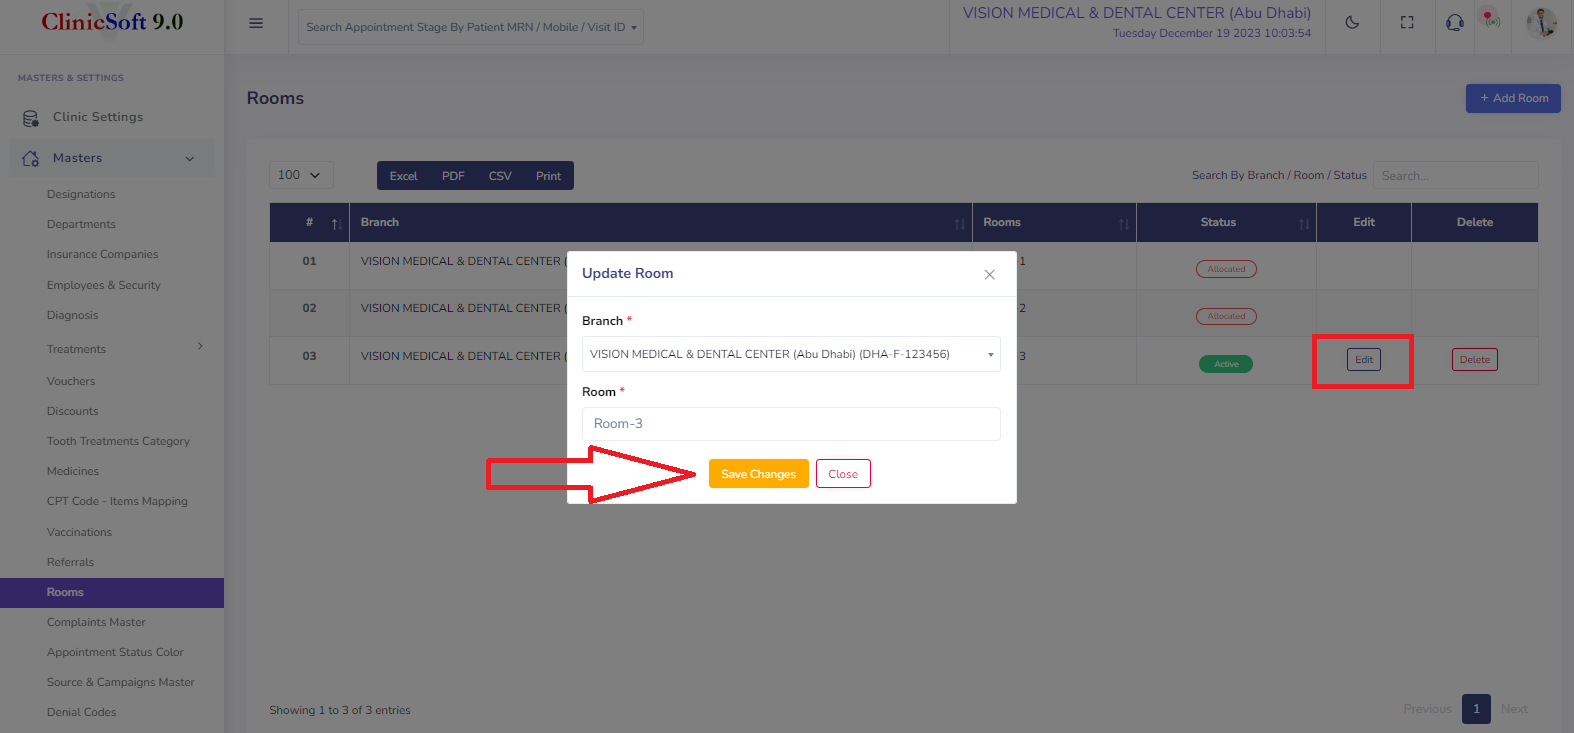 ClinicSoft 9.0
Search Appointment Stage By Patient MRN / Mobile / Visit ID
VISION MEDICAL & DENTAL CENTER (Abu Dhabi)
Tuesday December 19 2023 10:03:54
MASTERS & SETTINGS
Clinic Settings
Masters
Designations
Departments
Insurance Companies
Employees & Security
Diagnosis
Treatments
Vouchers
Discounts
Tooth Treatments Category
Medicines
CPT Code - Items Mapping
Vaccinations
Referrals
Rooms
Complaints Master
Appointment Status Color
Source & Campaigns Master
Denial Codes
Rooms
+ Add Room
100
Excel PDF CSV Print
Search By Branch / Room / Status Search...
# Branch Rooms Status Edit Delete
01 VISION MEDICAL & DENTAL CENTER ( -1 Allocated
02 VISION MEDICAL & DENTAL CENTER ( -2 Allocated
03 VISION MEDICAL & DENTAL CENTER ( -3 Active Edit Delete
Update Room
Branch *
VISION MEDICAL & DENTAL CENTER (Abu Dhabi) (DHA-F-123456)
Room *
Room-3
Save Changes Close
Showing 1 to 3 of 3 entries
Previous 1 Next